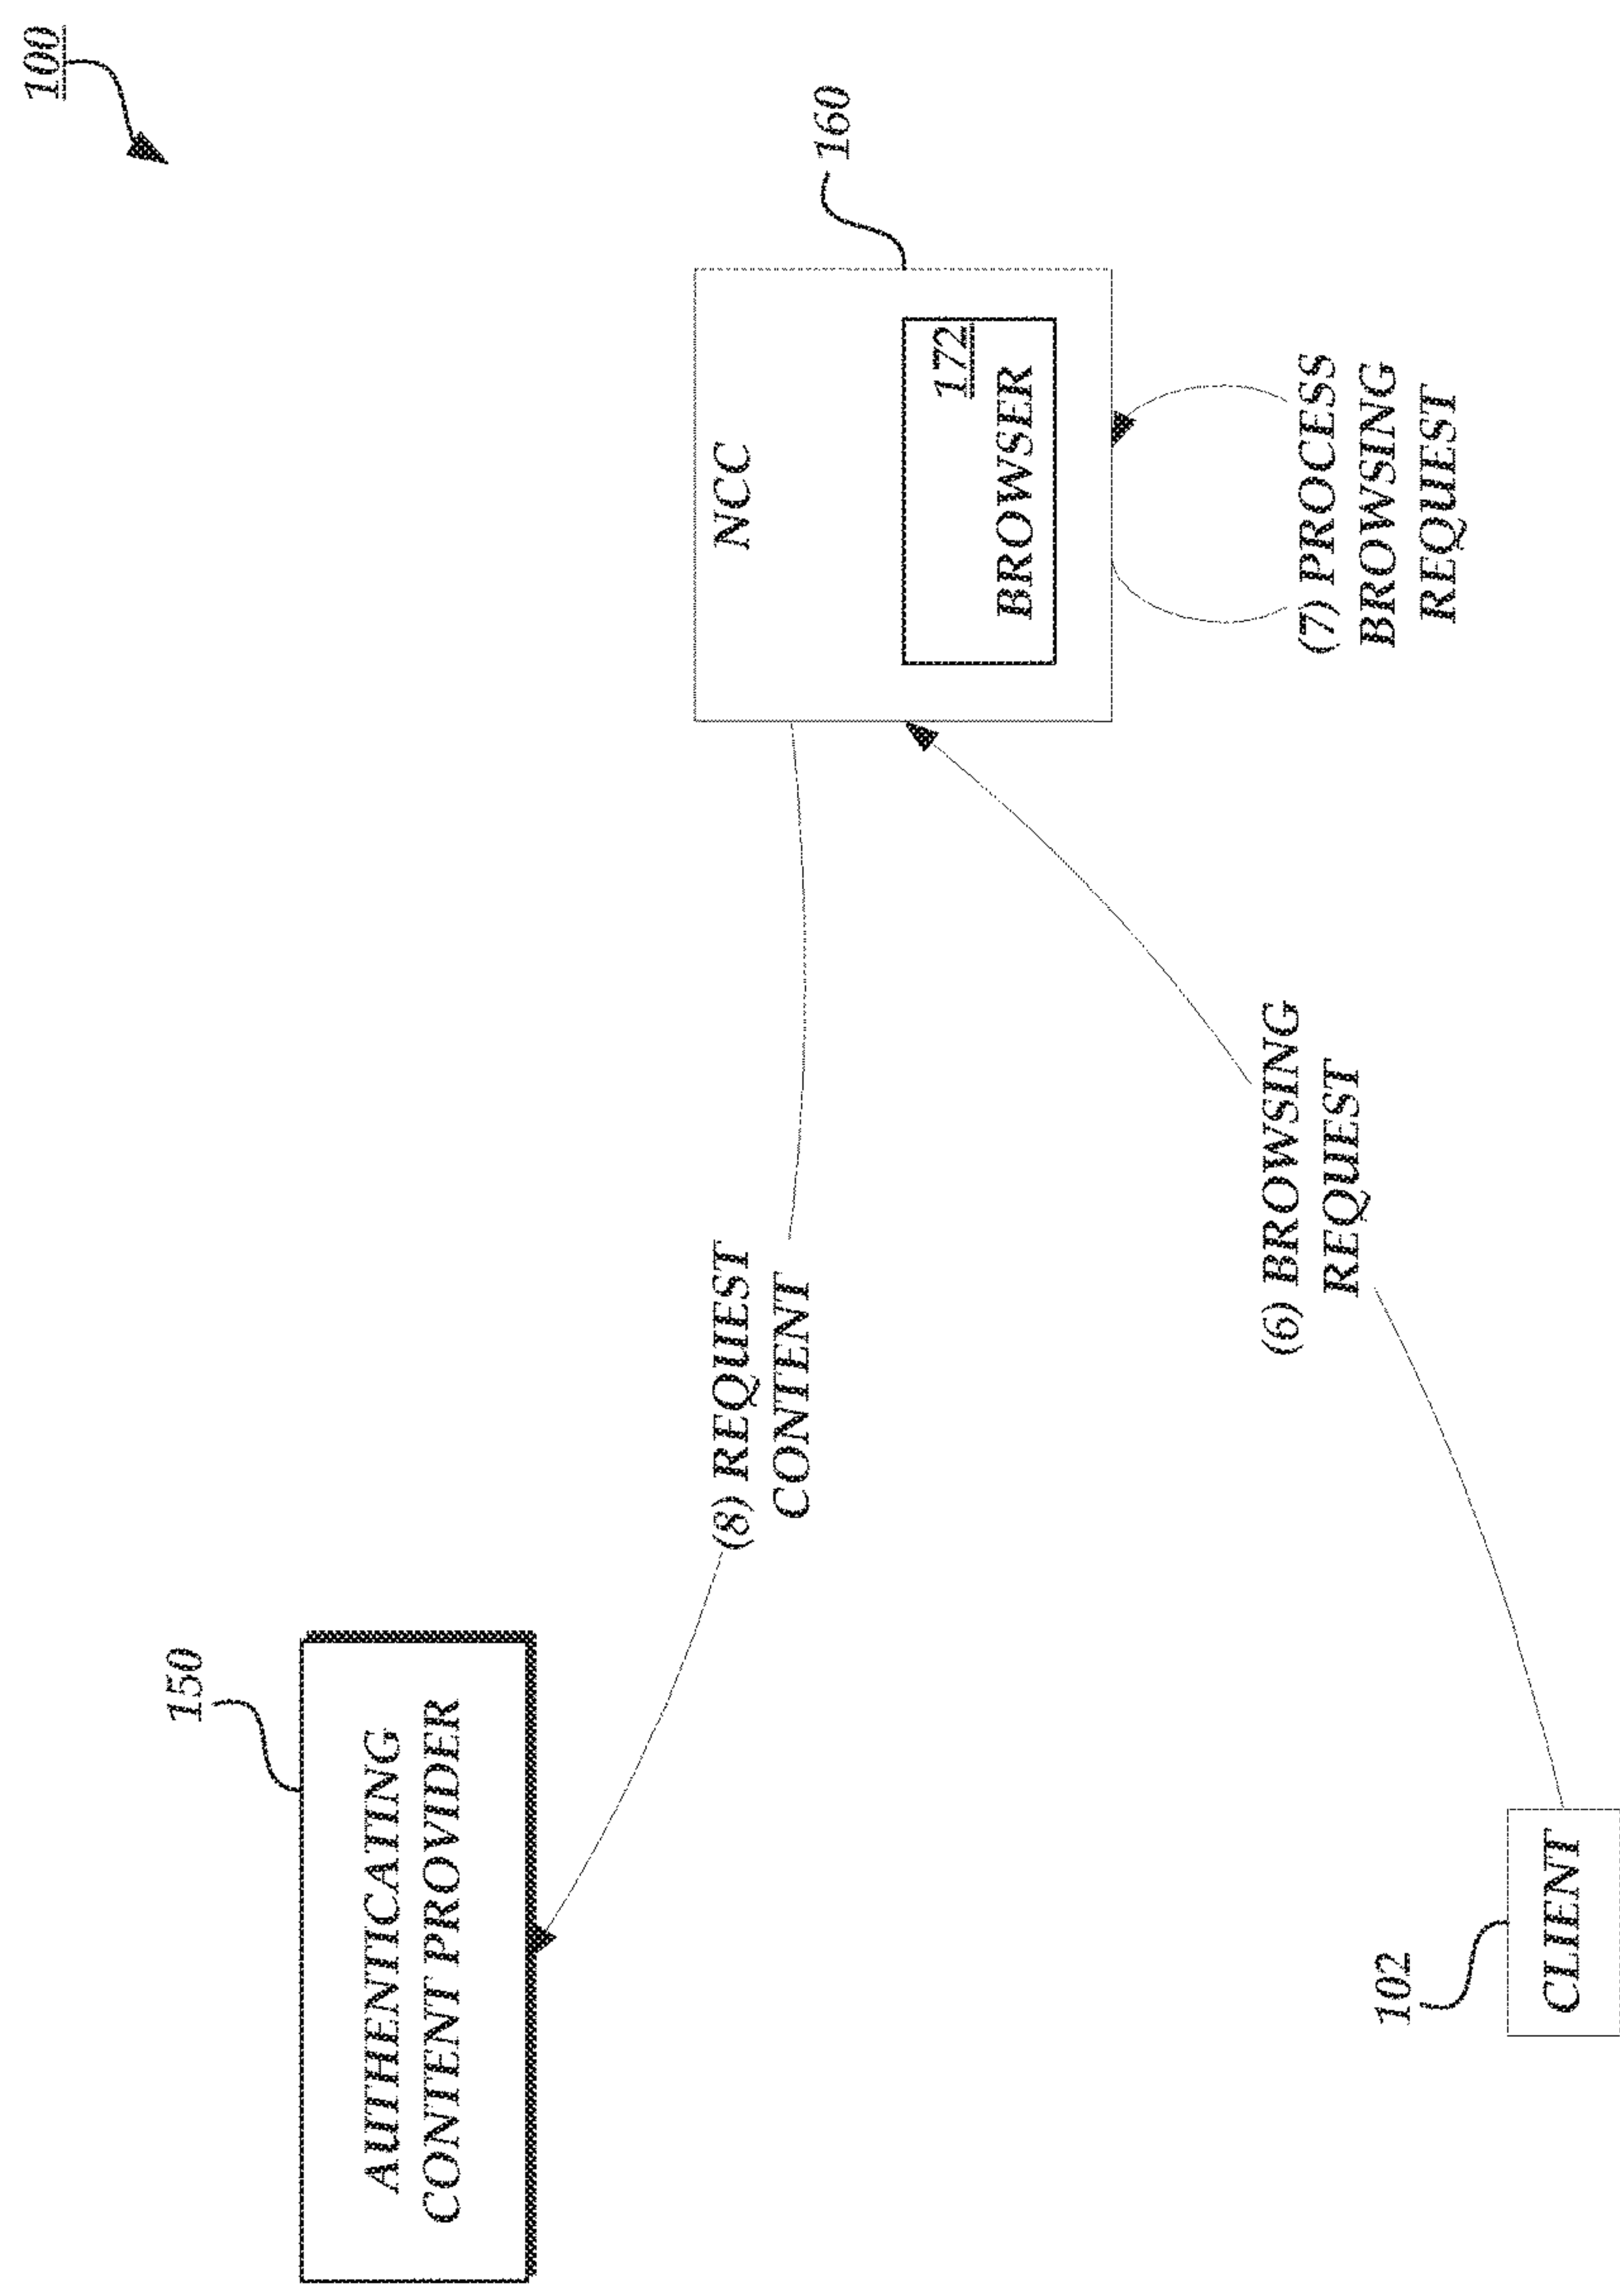 100
150
AUTHENTICATING
CONTENT PROVIDER
(8) REQUEST
CONTENT
160
NCC
172
BROWSER
(7) PROCESS
BROWSING
REQUEST
(6) BROWSING
REQUEST
102
CLIENT